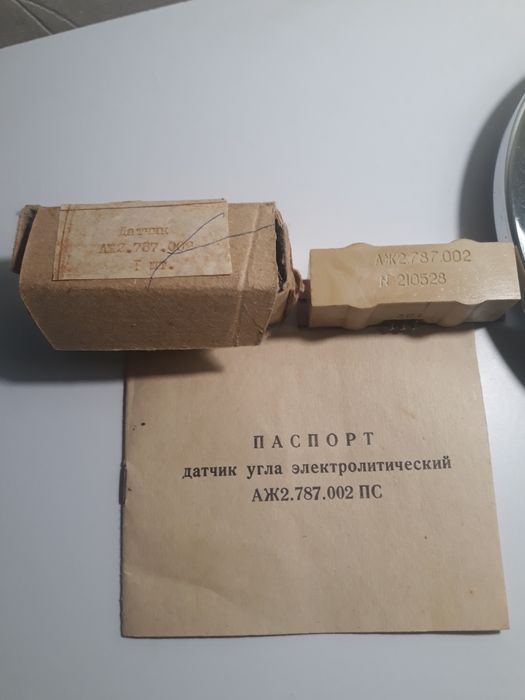 Датчик
АЖ2.787.002
1 шт.
АЖ2.787.002
№ 210528
ПАСПОРТ
датчик угла электролитический
АЖ2.787.002 ПС